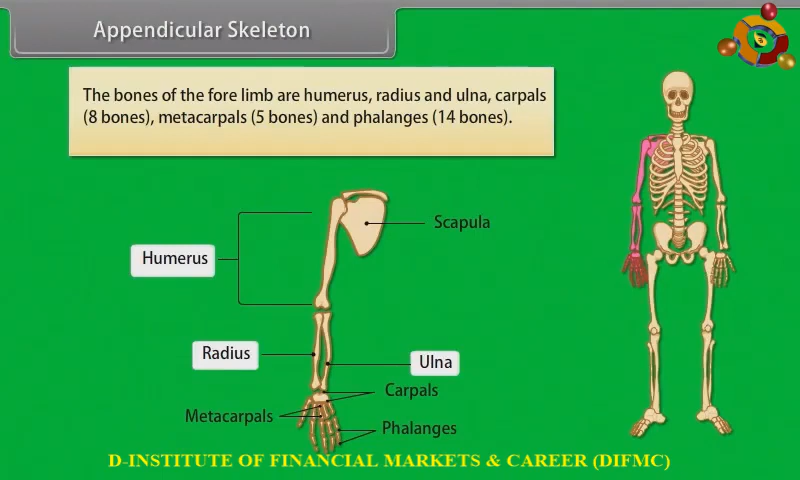 Appendicular Skeleton
The bones of the fore limb are humerus, radius and ulna, carpals
(8 bones), metacarpals (5 bones) and phalanges (14 bones).
Scapula
Humerus
Radius
Ulna
Carpals
Metacarpals
Phalanges
D-INSTITUTE OF FINANCIAL MARKETS & CAREER (DIFMC)